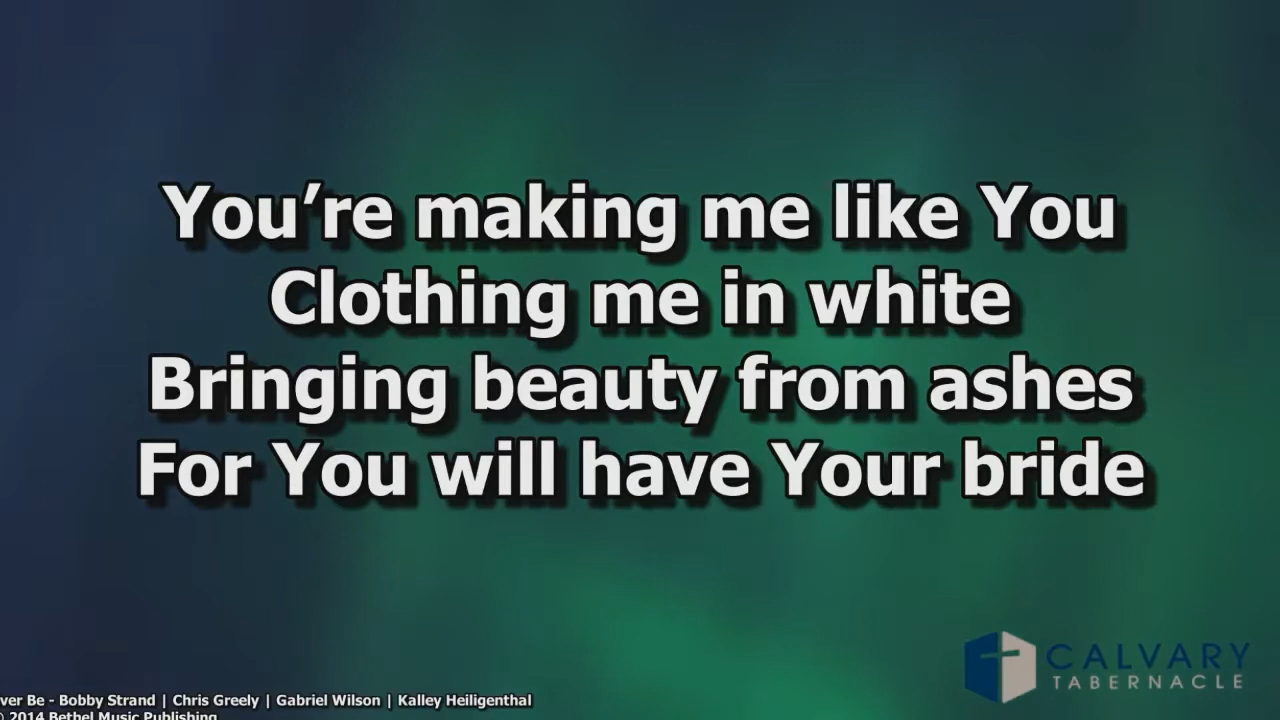 You’re making me like You
Clothing me in white
Bringing beauty from ashes
For You will have Your bride
CALVARY
TABERNACLE
ver Be - Bobby Strand | Chris Greely | Gabriel Wilson | Kalley Heiligenthal
© 2014 Bethel Music Publishing